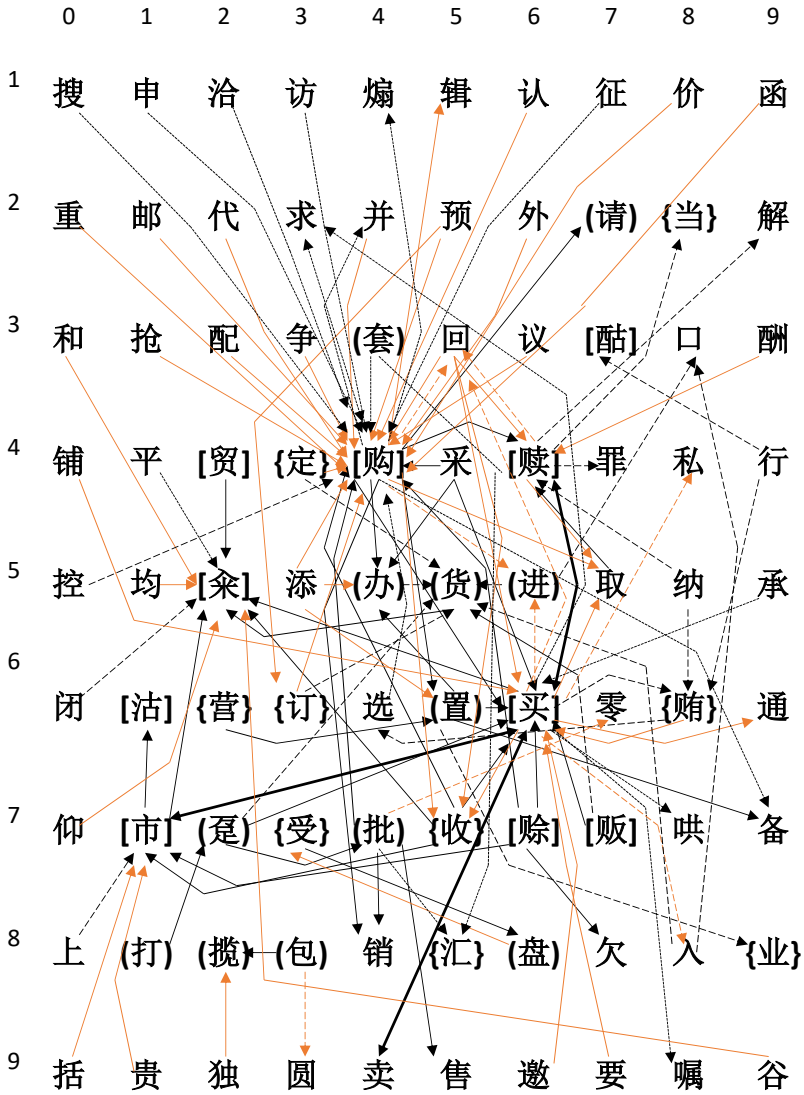 0 1 2 3 4 5 6 7 8 9
1 搜 申 洽 访 煽 辑 认 征 价 函
2 重 邮 代 求 并 预 外 (请) {当} 解
3 和 抢 配 争 (套) 回 议 [酤] 口 酬
4 铺 平 [贸] {定} [购] 采 [赎] 罪 私 行
5 控 均 [籴] 添 (办) (货) (进) 取 纳 承
6 闭 [沽] {营} {订} 选 (置) [买] 零 {贿} 通
7 仰 [市] (趸) {受} (批) {收} [赊] [贩] 哄 备
8 上 (打) (揽) (包) 销 {汇} (盘) 欠 入 {业}
9 括 贵 独 圆 卖 售 邀 要 嘱 谷